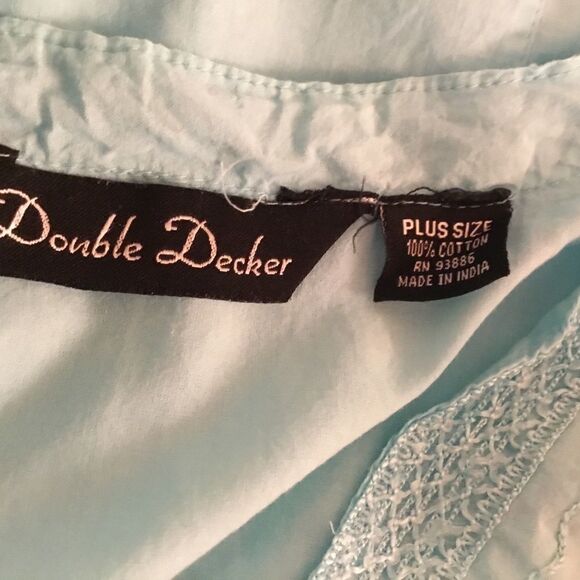 Double Decker
PLUS SIZE
100% COTTON
RN 93886
MADE IN INDIA